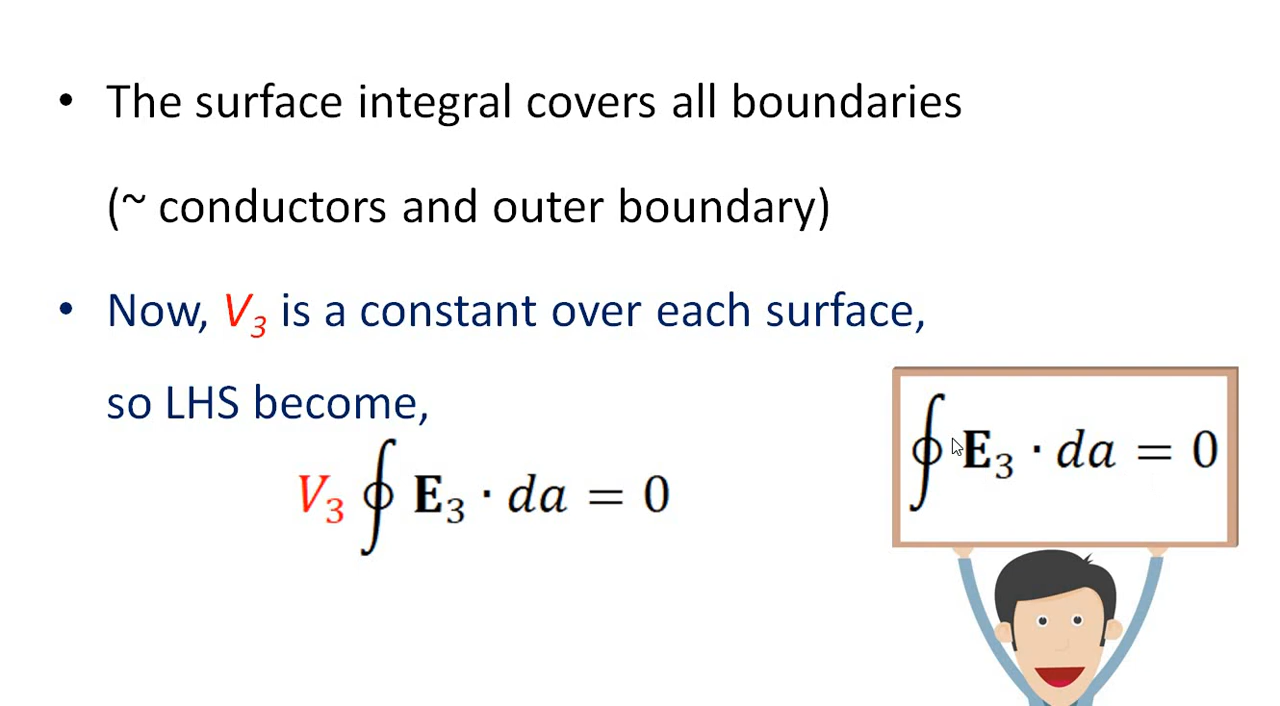 • The surface integral covers all boundaries
(~ conductors and outer boundary)
• Now, V₃ is a constant over each surface,
so LHS become,
V₃ ∮ E₃ · da = 0
∮ E₃ · da = 0